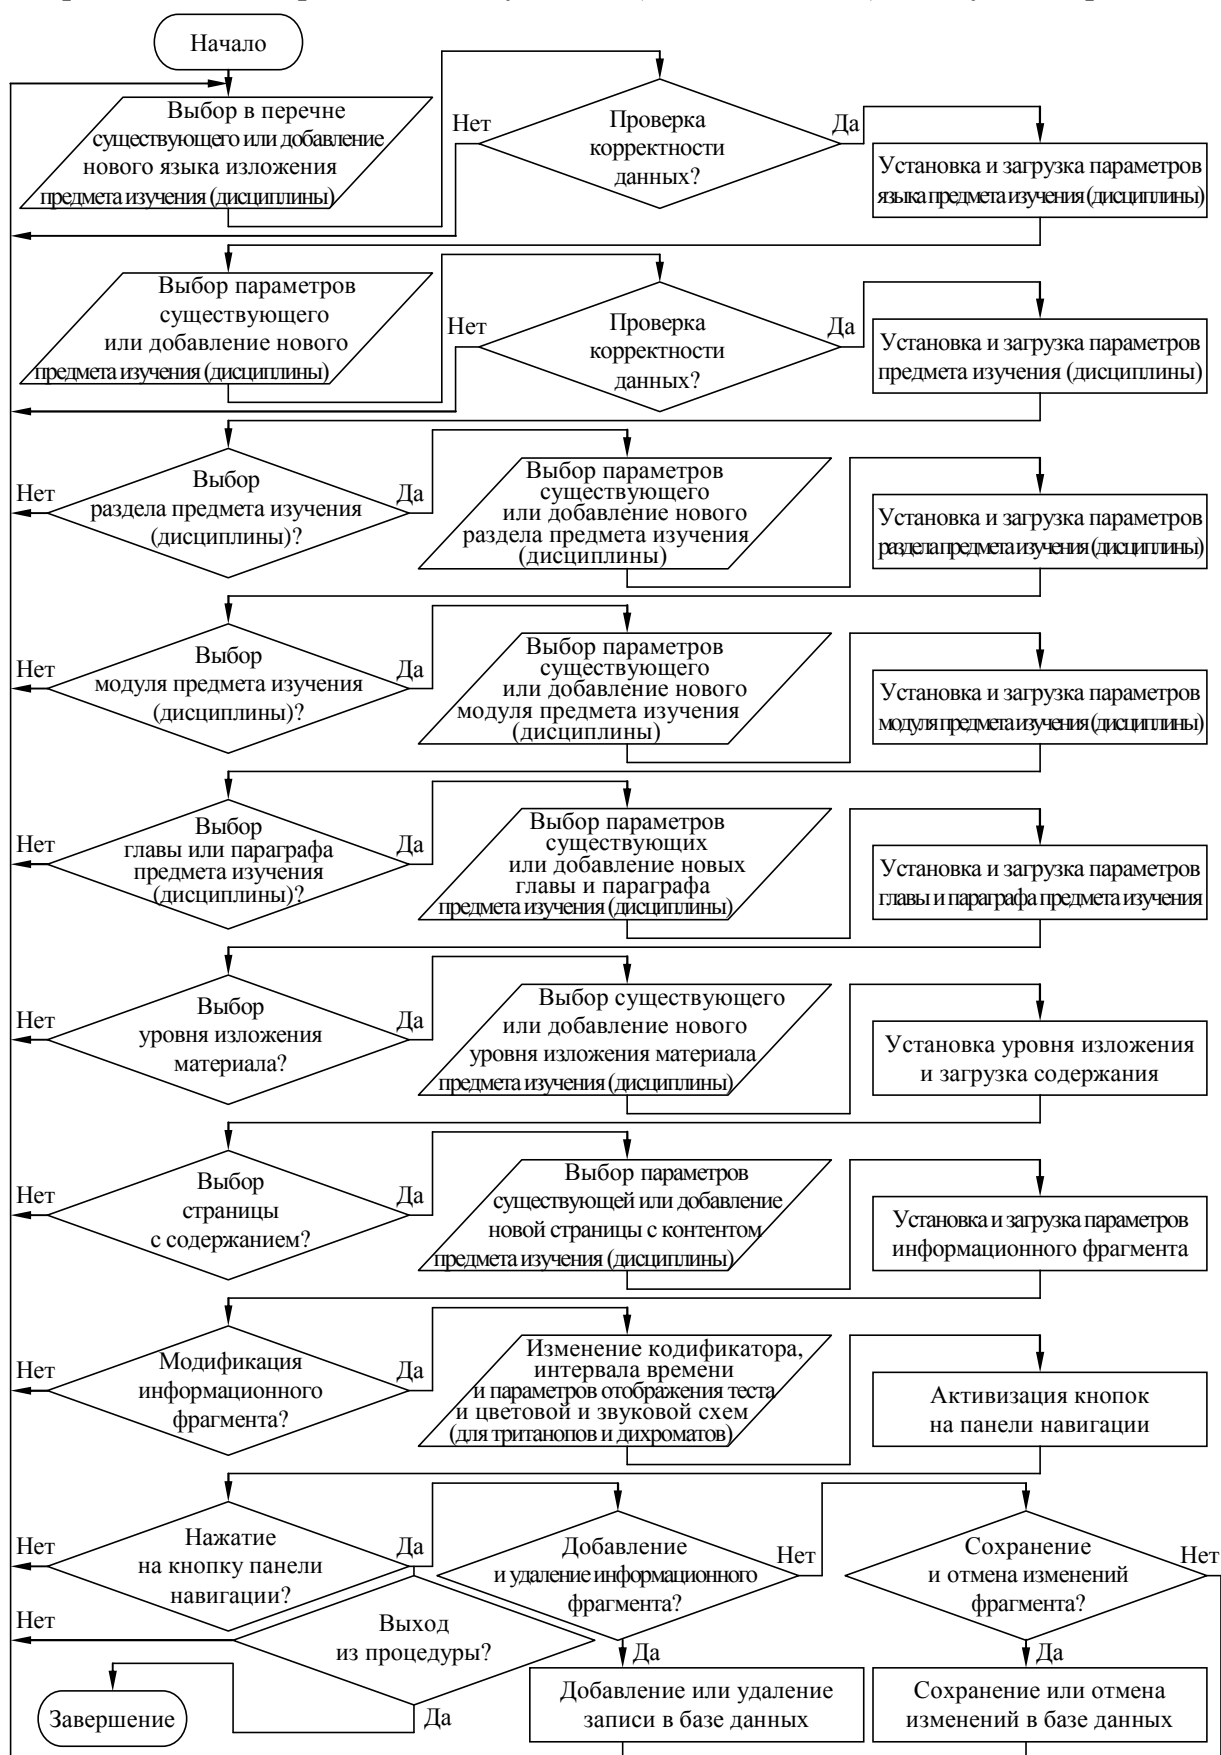 Начало
Выбор в перечне
существующего или добавление
нового языка изложения
предмета изучения (дисциплины)
Нет
Проверка
корректности
данных?
Да
Установка и загрузка параметров
языка предмета изучения (дисциплины)
Выбор параметров
существующего
или добавление нового
предмета изучения (дисциплины)
Нет
Проверка
корректности
данных?
Да
Установка и загрузка параметров
предмета изучения (дисциплины)
Нет
Выбор
раздела предмета изучения
(дисциплины)?
Да
Выбор параметров
существующего
или добавление нового
раздела предмета изучения
(дисциплины)
Установка и загрузка параметров
раздела предмета изучения (дисциплины)
Нет
Выбор
модуля предмета изучения
(дисциплины)?
Да
Выбор параметров
существующего
или добавление нового
модуля предмета изучения
(дисциплины)
Установка и загрузка параметров
модуля предмета изучения (дисциплины)
Нет
Выбор
главы или параграфа
предмета изучения
(дисциплины)?
Да
Выбор параметров
существующих
или добавление новых
главы и параграфа
предмета изучения (дисциплины)
Установка и загрузка параметров
главы и параграфа предмета изучения
Нет
Выбор
уровня изложения
материала?
Да
Выбор существующего
или добавление нового
уровня изложения материала
предмета изучения (дисциплины)
Установка уровня изложения
и загрузка содержания
Нет
Выбор
страницы
с содержанием?
Да
Выбор параметров
существующей или добавление
новой страницы с контентом
предмета изучения (дисциплины)
Установка и загрузка параметров
информационного фрагмента
Нет
Модификация
информационного
фрагмента?
Да
Изменение кодификатора,
интервала времени
и параметров отображения теста
и цветовой и звуковой схем
(для тританопов и дихроматов)
Активизация кнопок
на панели навигации
Нет
Нажатие
на кнопку панели
навигации?
Да
Добавление
и удаление информационного
фрагмента?
Нет
Сохранение
и отмена изменений
фрагмента?
Нет
Нет
Выход
из процедуры?
Да
Да
Завершение
Да
Добавление или удаление
записи в базе данных
Сохранение или отмена
изменений в базе данных